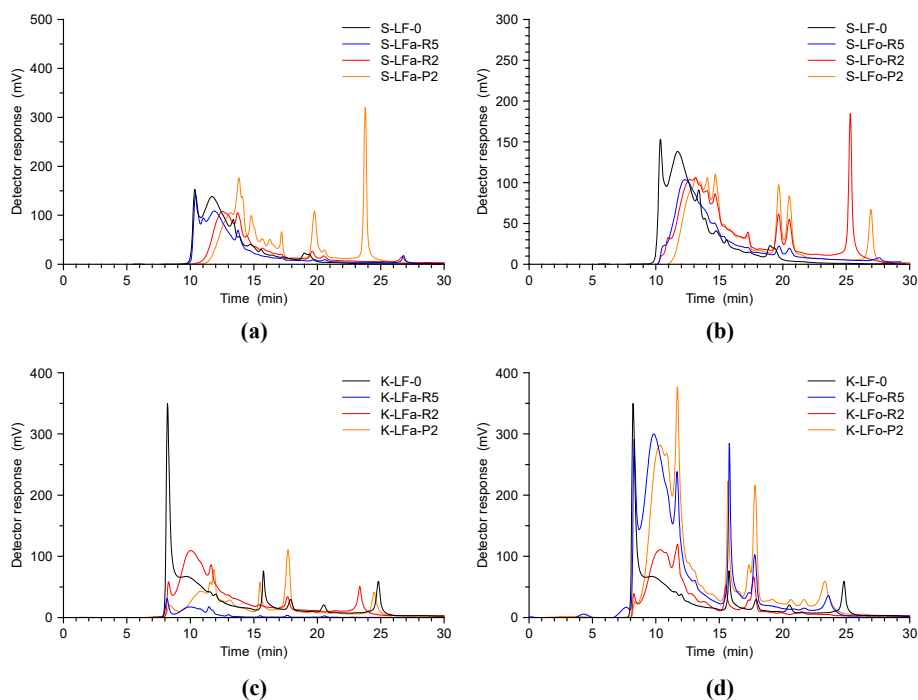 500
400
300
200
100
0
Detector response (mV)
0 5 10 15 20 25 30
Time (min)
S-LF-0
S-LFa-R5
S-LFa-R2
S-LFa-P2
(a)
300
250
200
150
100
50
0
Detector response (mV)
0 5 10 15 20 25 30
Time (min)
S-LF-0
S-LFo-R5
S-LFo-R2
S-LFo-P2
(b)
400
300
200
100
0
Detector response (mV)
0 5 10 15 20 25 30
Time (min)
K-LF-0
K-LFa-R5
K-LFa-R2
K-LFa-P2
(c)
400
300
200
100
0
Detector response (mV)
0 5 10 15 20 25 30
Time (min)
K-LF-0
K-LFo-R5
K-LFo-R2
K-LFo-P2
(d)